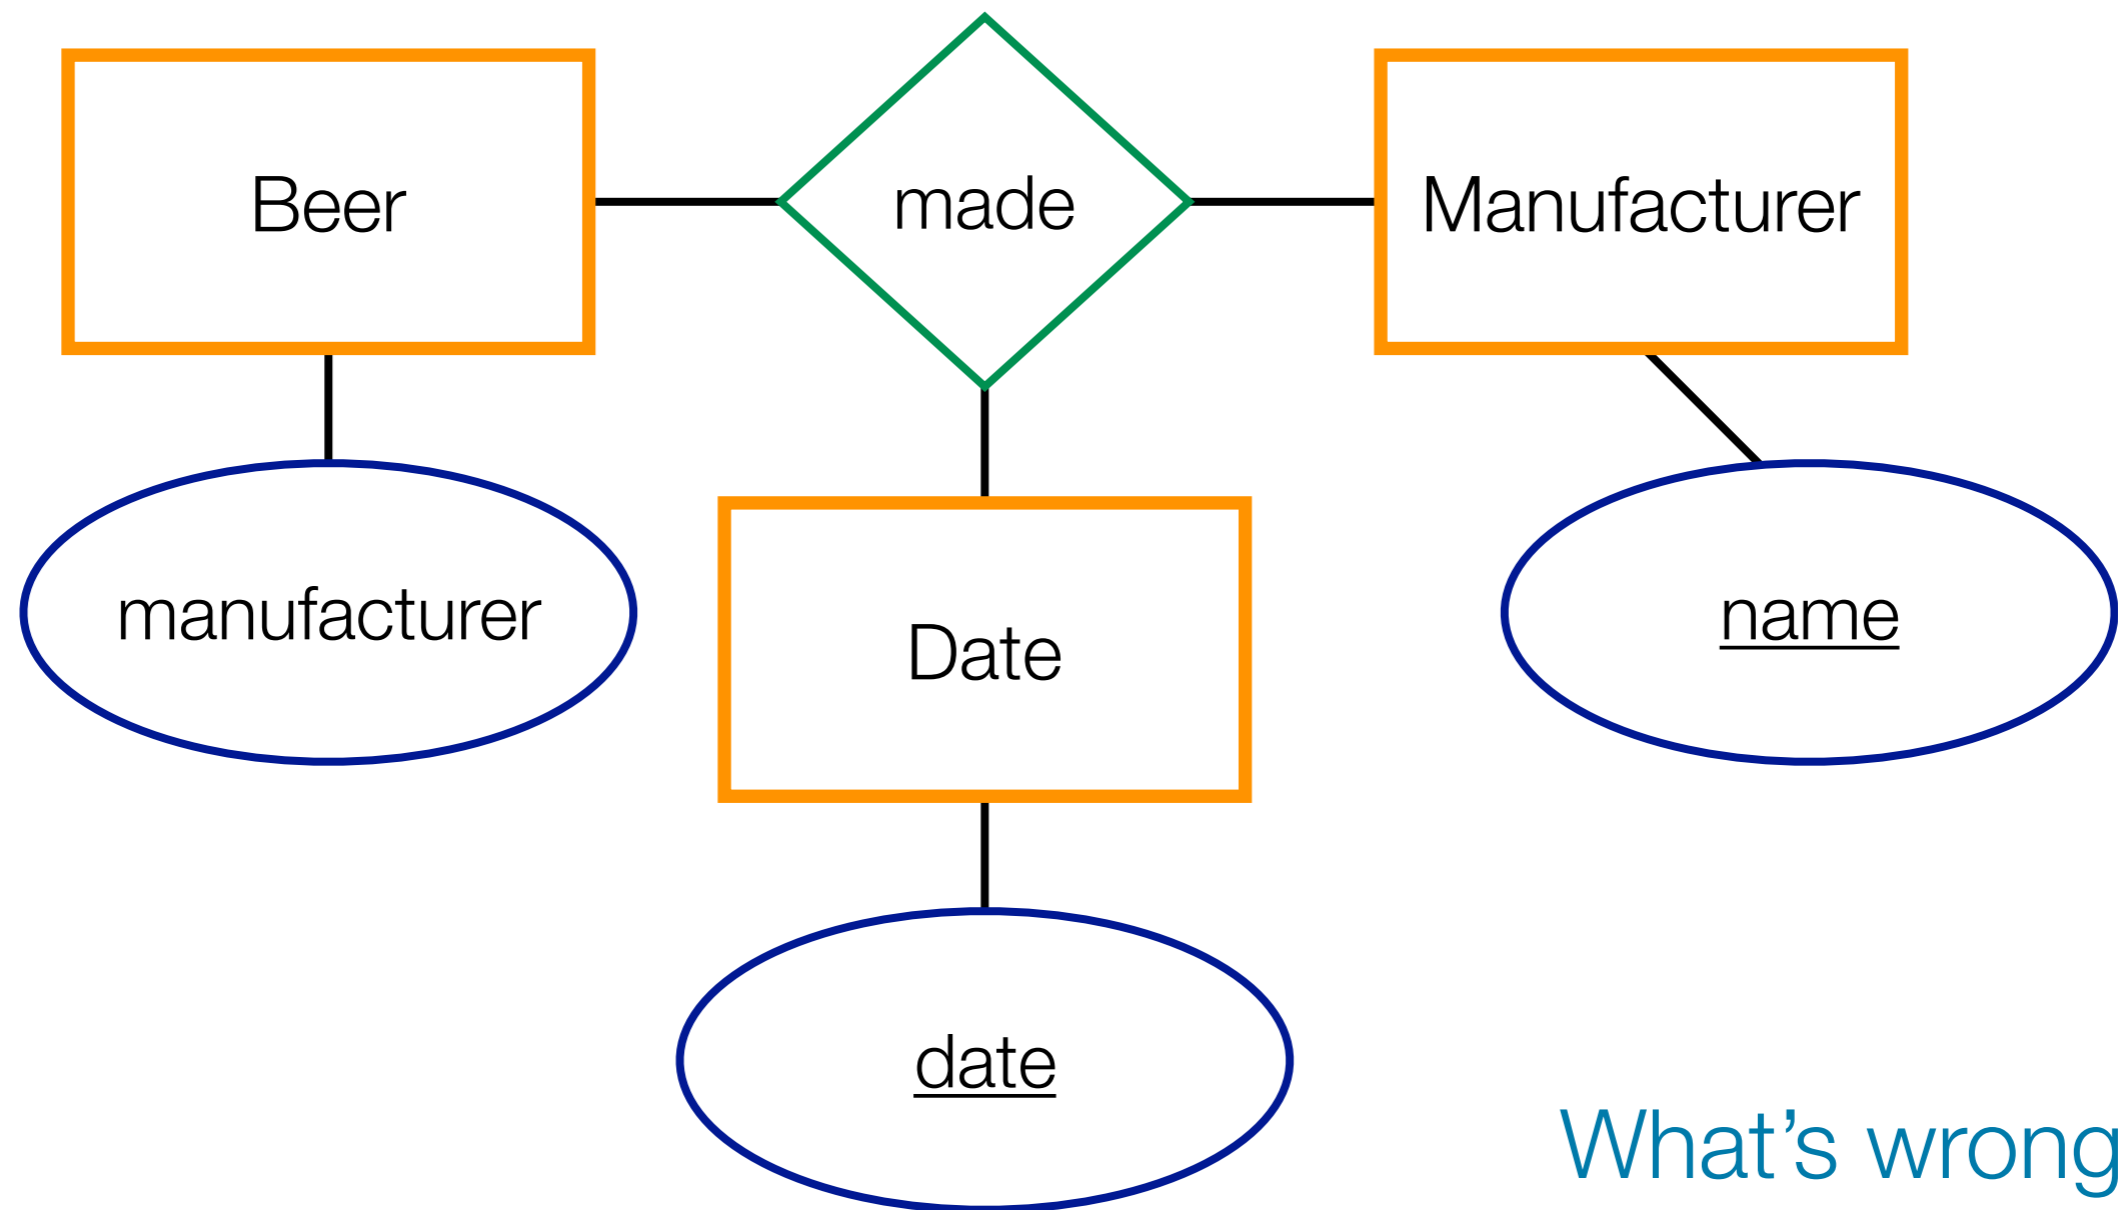 Beer
made
Manufacturer
manufacturer
Date
name
date
What's wrong